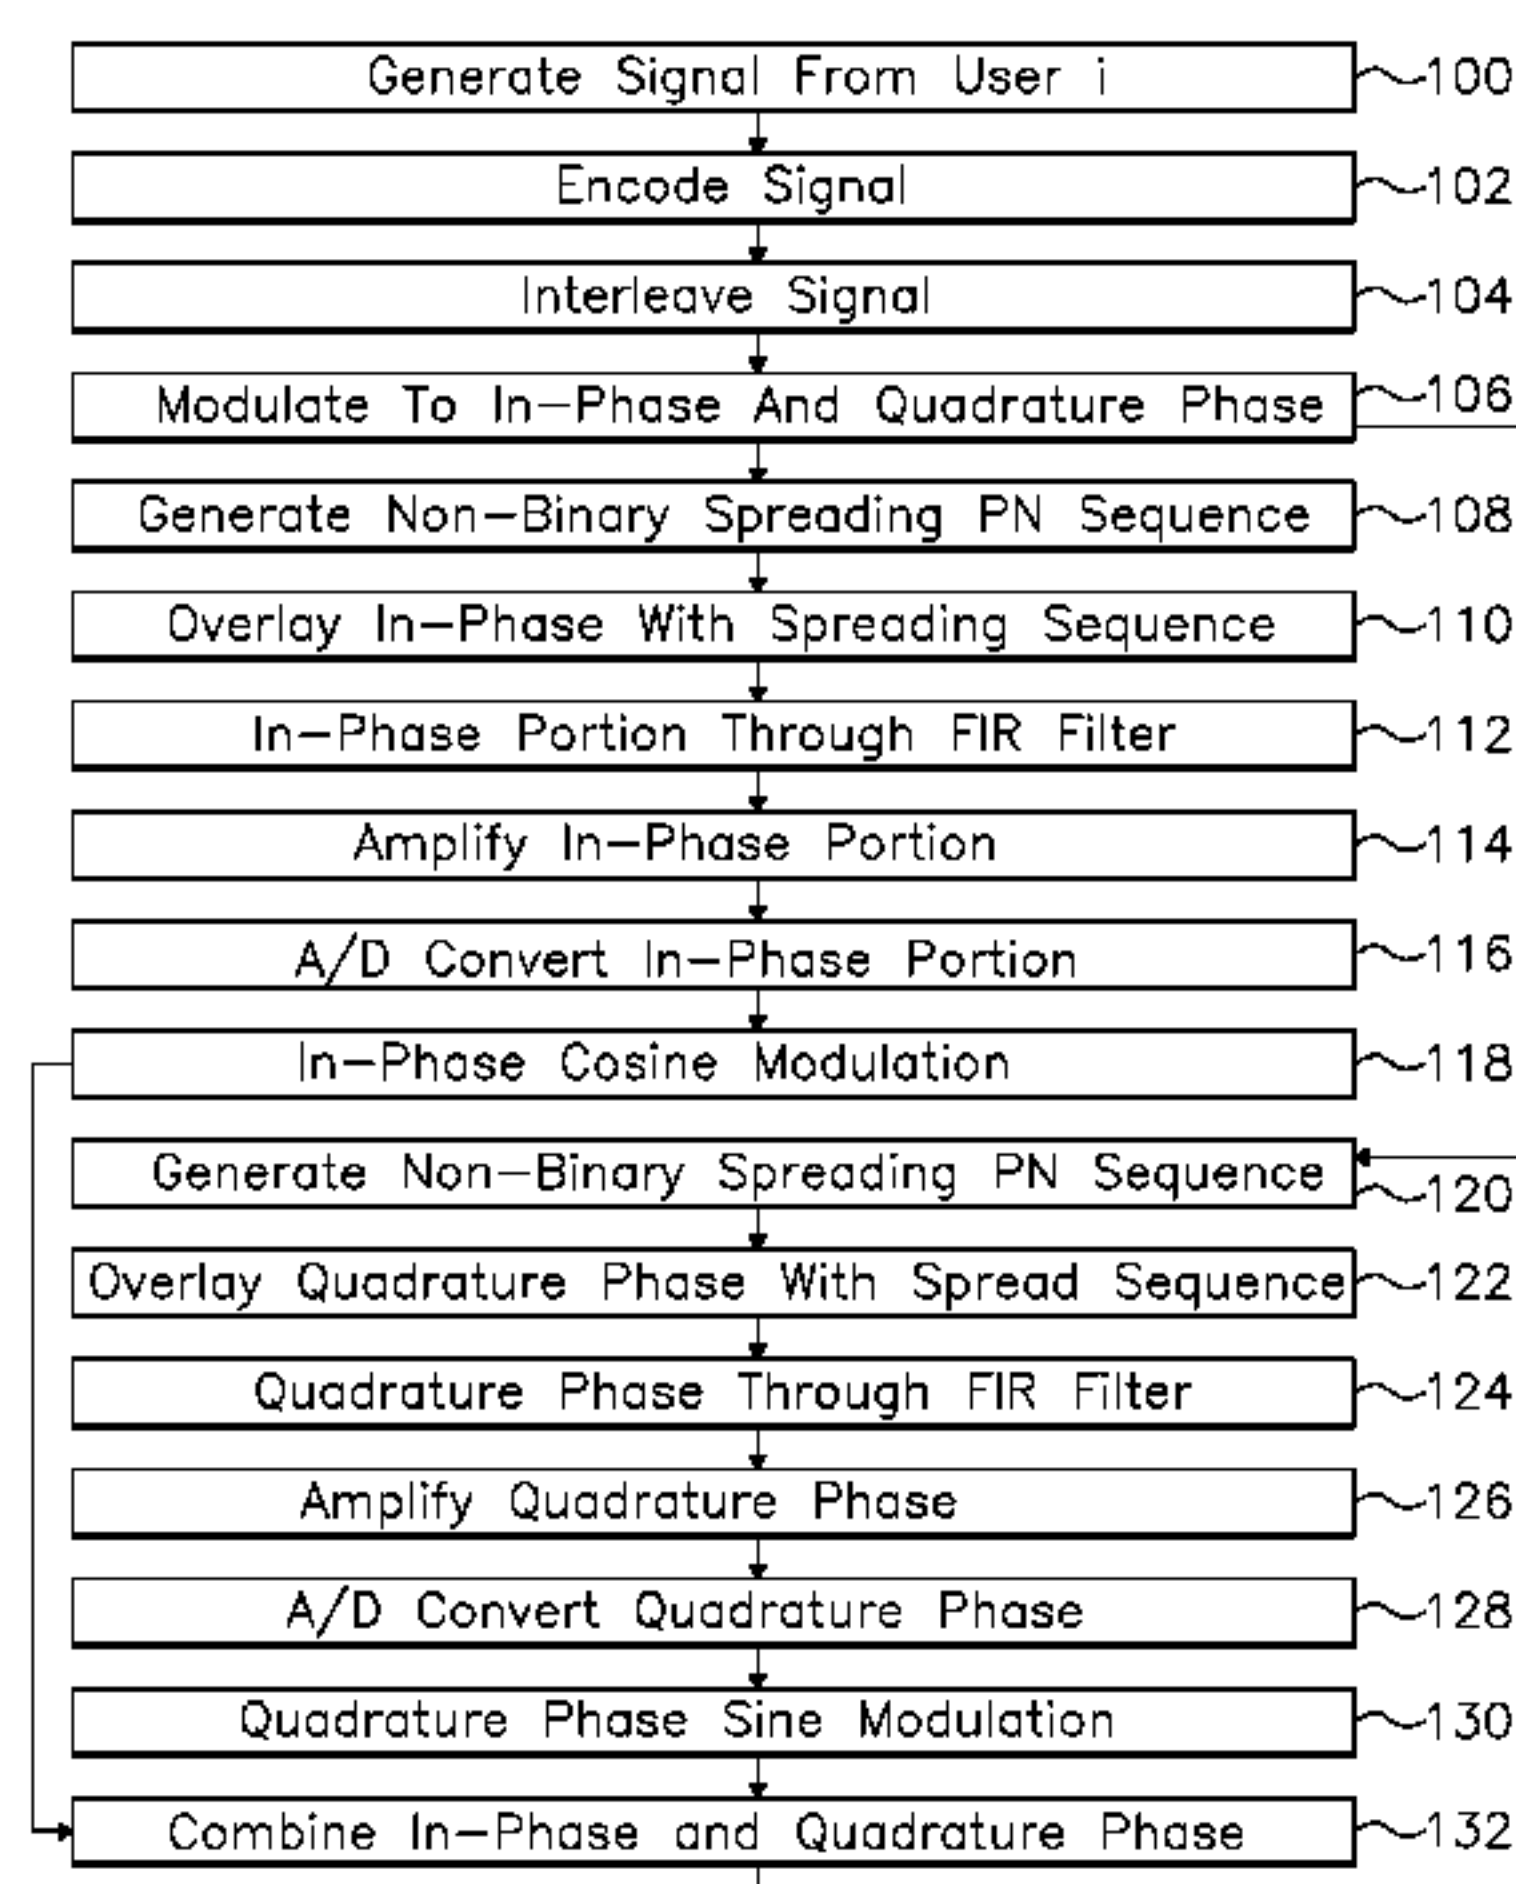 Generate Signal From User i 100
Encode Signal 102
Interleave Signal 104
Modulate To In-Phase And Quadrature Phase 106
Generate Non-Binary Spreading PN Sequence 108
Overlay In-Phase With Spreading Sequence 110
In-Phase Portion Through FIR Filter 112
Amplify In-Phase Portion 114
A/D Convert In-Phase Portion 116
In-Phase Cosine Modulation 118
Generate Non-Binary Spreading PN Sequence 120
Overlay Quadrature Phase With Spread Sequence 122
Quadrature Phase Through FIR Filter 124
Amplify Quadrature Phase 126
A/D Convert Quadrature Phase 128
Quadrature Phase Sine Modulation 130
Combine In-Phase and Quadrature Phase 132